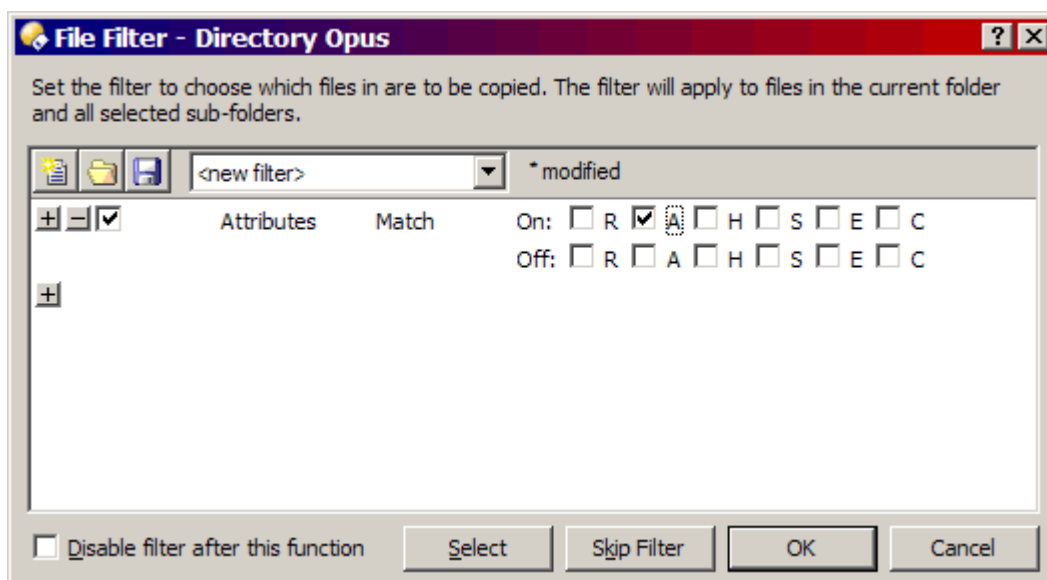 File Filter - Directory Opus
Set the filter to choose which files in are to be copied. The filter will apply to files in the current folder
and all selected sub-folders.
<new filter> * modified
Attributes Match On: R A H S E C
Off: R A H S E C
Disable filter after this function Select Skip Filter OK Cancel